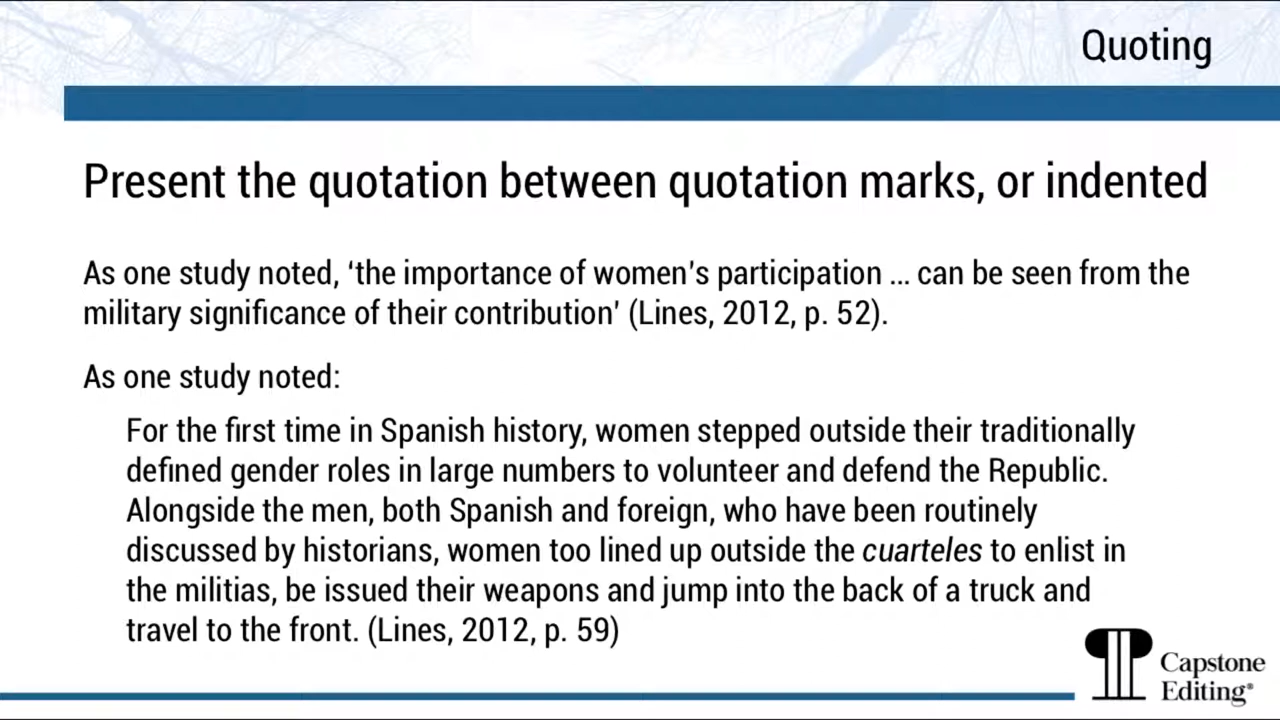 Quoting
Present the quotation between quotation marks, or indented
As one study noted, ‘the importance of women’s participation ... can be seen from the
military significance of their contribution’ (Lines, 2012, p. 52).
As one study noted:
For the first time in Spanish history, women stepped outside their traditionally
defined gender roles in large numbers to volunteer and defend the Republic.
Alongside the men, both Spanish and foreign, who have been routinely
discussed by historians, women too lined up outside the cuarteles to enlist in
the militias, be issued their weapons and jump into the back of a truck and
travel to the front. (Lines, 2012, p. 59)
Capstone
Editing®